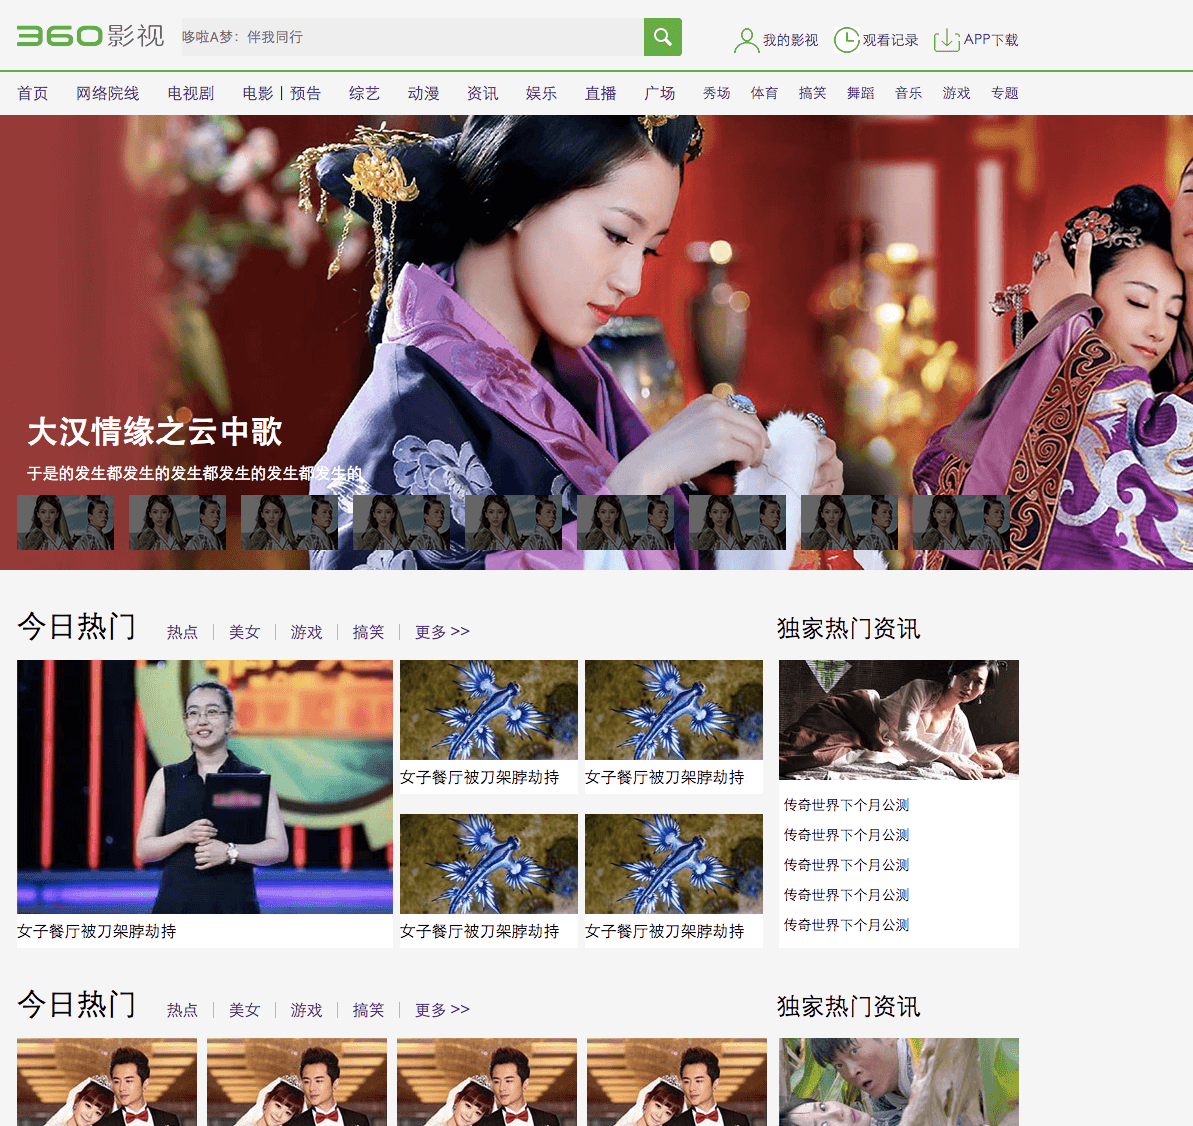 360影视
哆啦A梦：伴我同行
我的影视 观看记录 APP下载
首页 网络院线 电视剧 电影 | 预告 综艺 动漫 资讯 娱乐 直播 广场 秀场 体育 搞笑 舞蹈 音乐 游戏 专题
大汉情缘之云中歌
于是的发生都发生的发生都发生的发生都发生的
今日热门 热点 | 美女 | 游戏 | 搞笑 | 更多 >>
独家热门资讯
女子餐厅被刀架脖劫持 女子餐厅被刀架脖劫持
女子餐厅被刀架脖劫持 女子餐厅被刀架脖劫持 女子餐厅被刀架脖劫持
传奇世界下个月公测
传奇世界下个月公测
传奇世界下个月公测
传奇世界下个月公测
传奇世界下个月公测
今日热门 热点 | 美女 | 游戏 | 搞笑 | 更多 >>
独家热门资讯